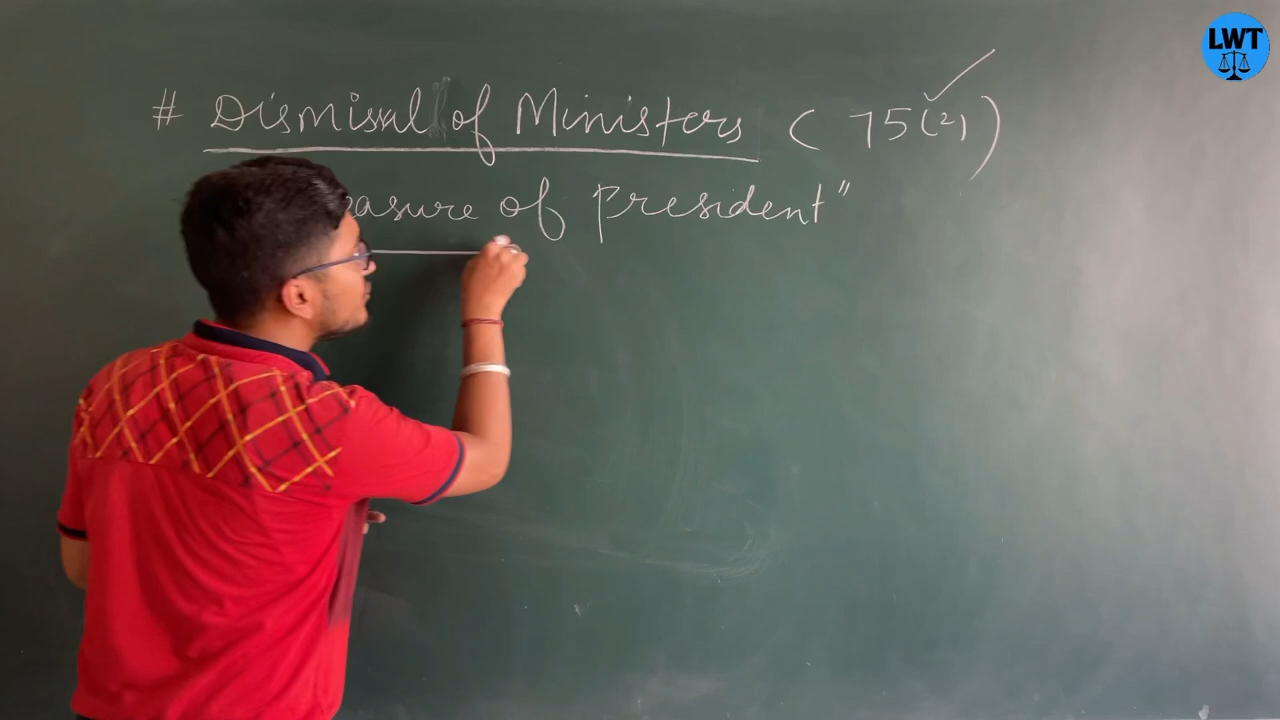 LWT
# Dismissal of Ministers ( 75(2) )
easure of president"